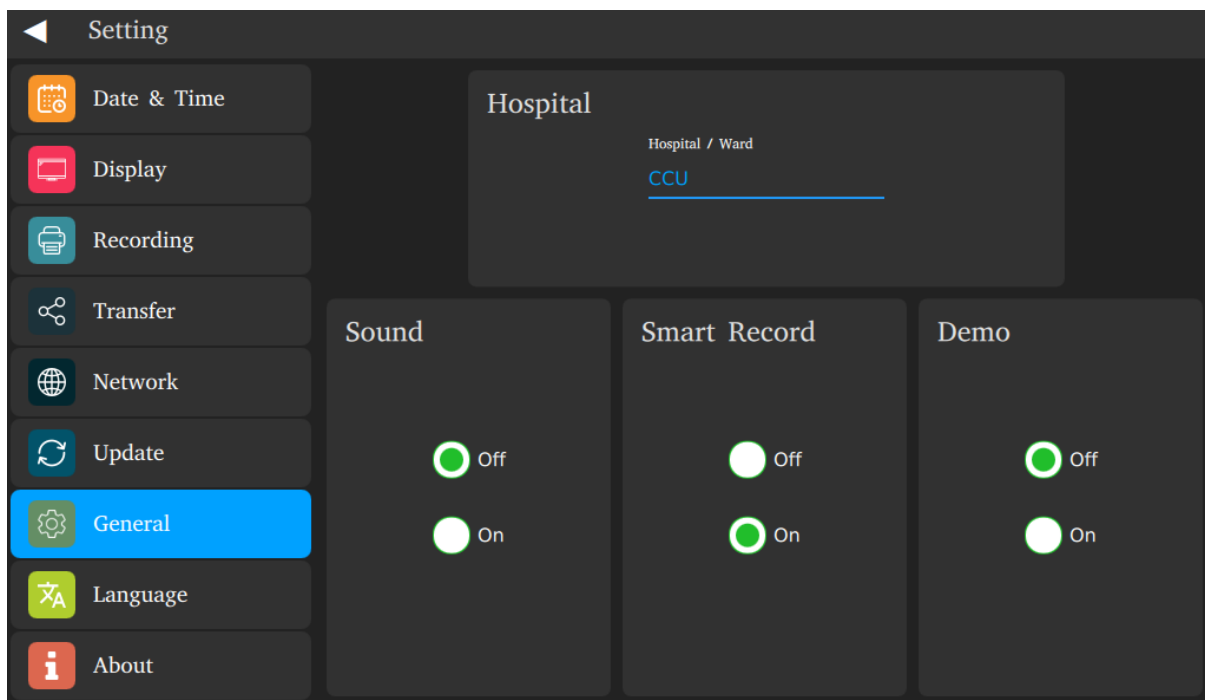 Setting
Date & Time
Display
Recording
Transfer
Network
Update
General
Language
About
Hospital
Hospital / Ward
CCU
Sound
Off
On
Smart Record
Off
On
Demo
Off
On